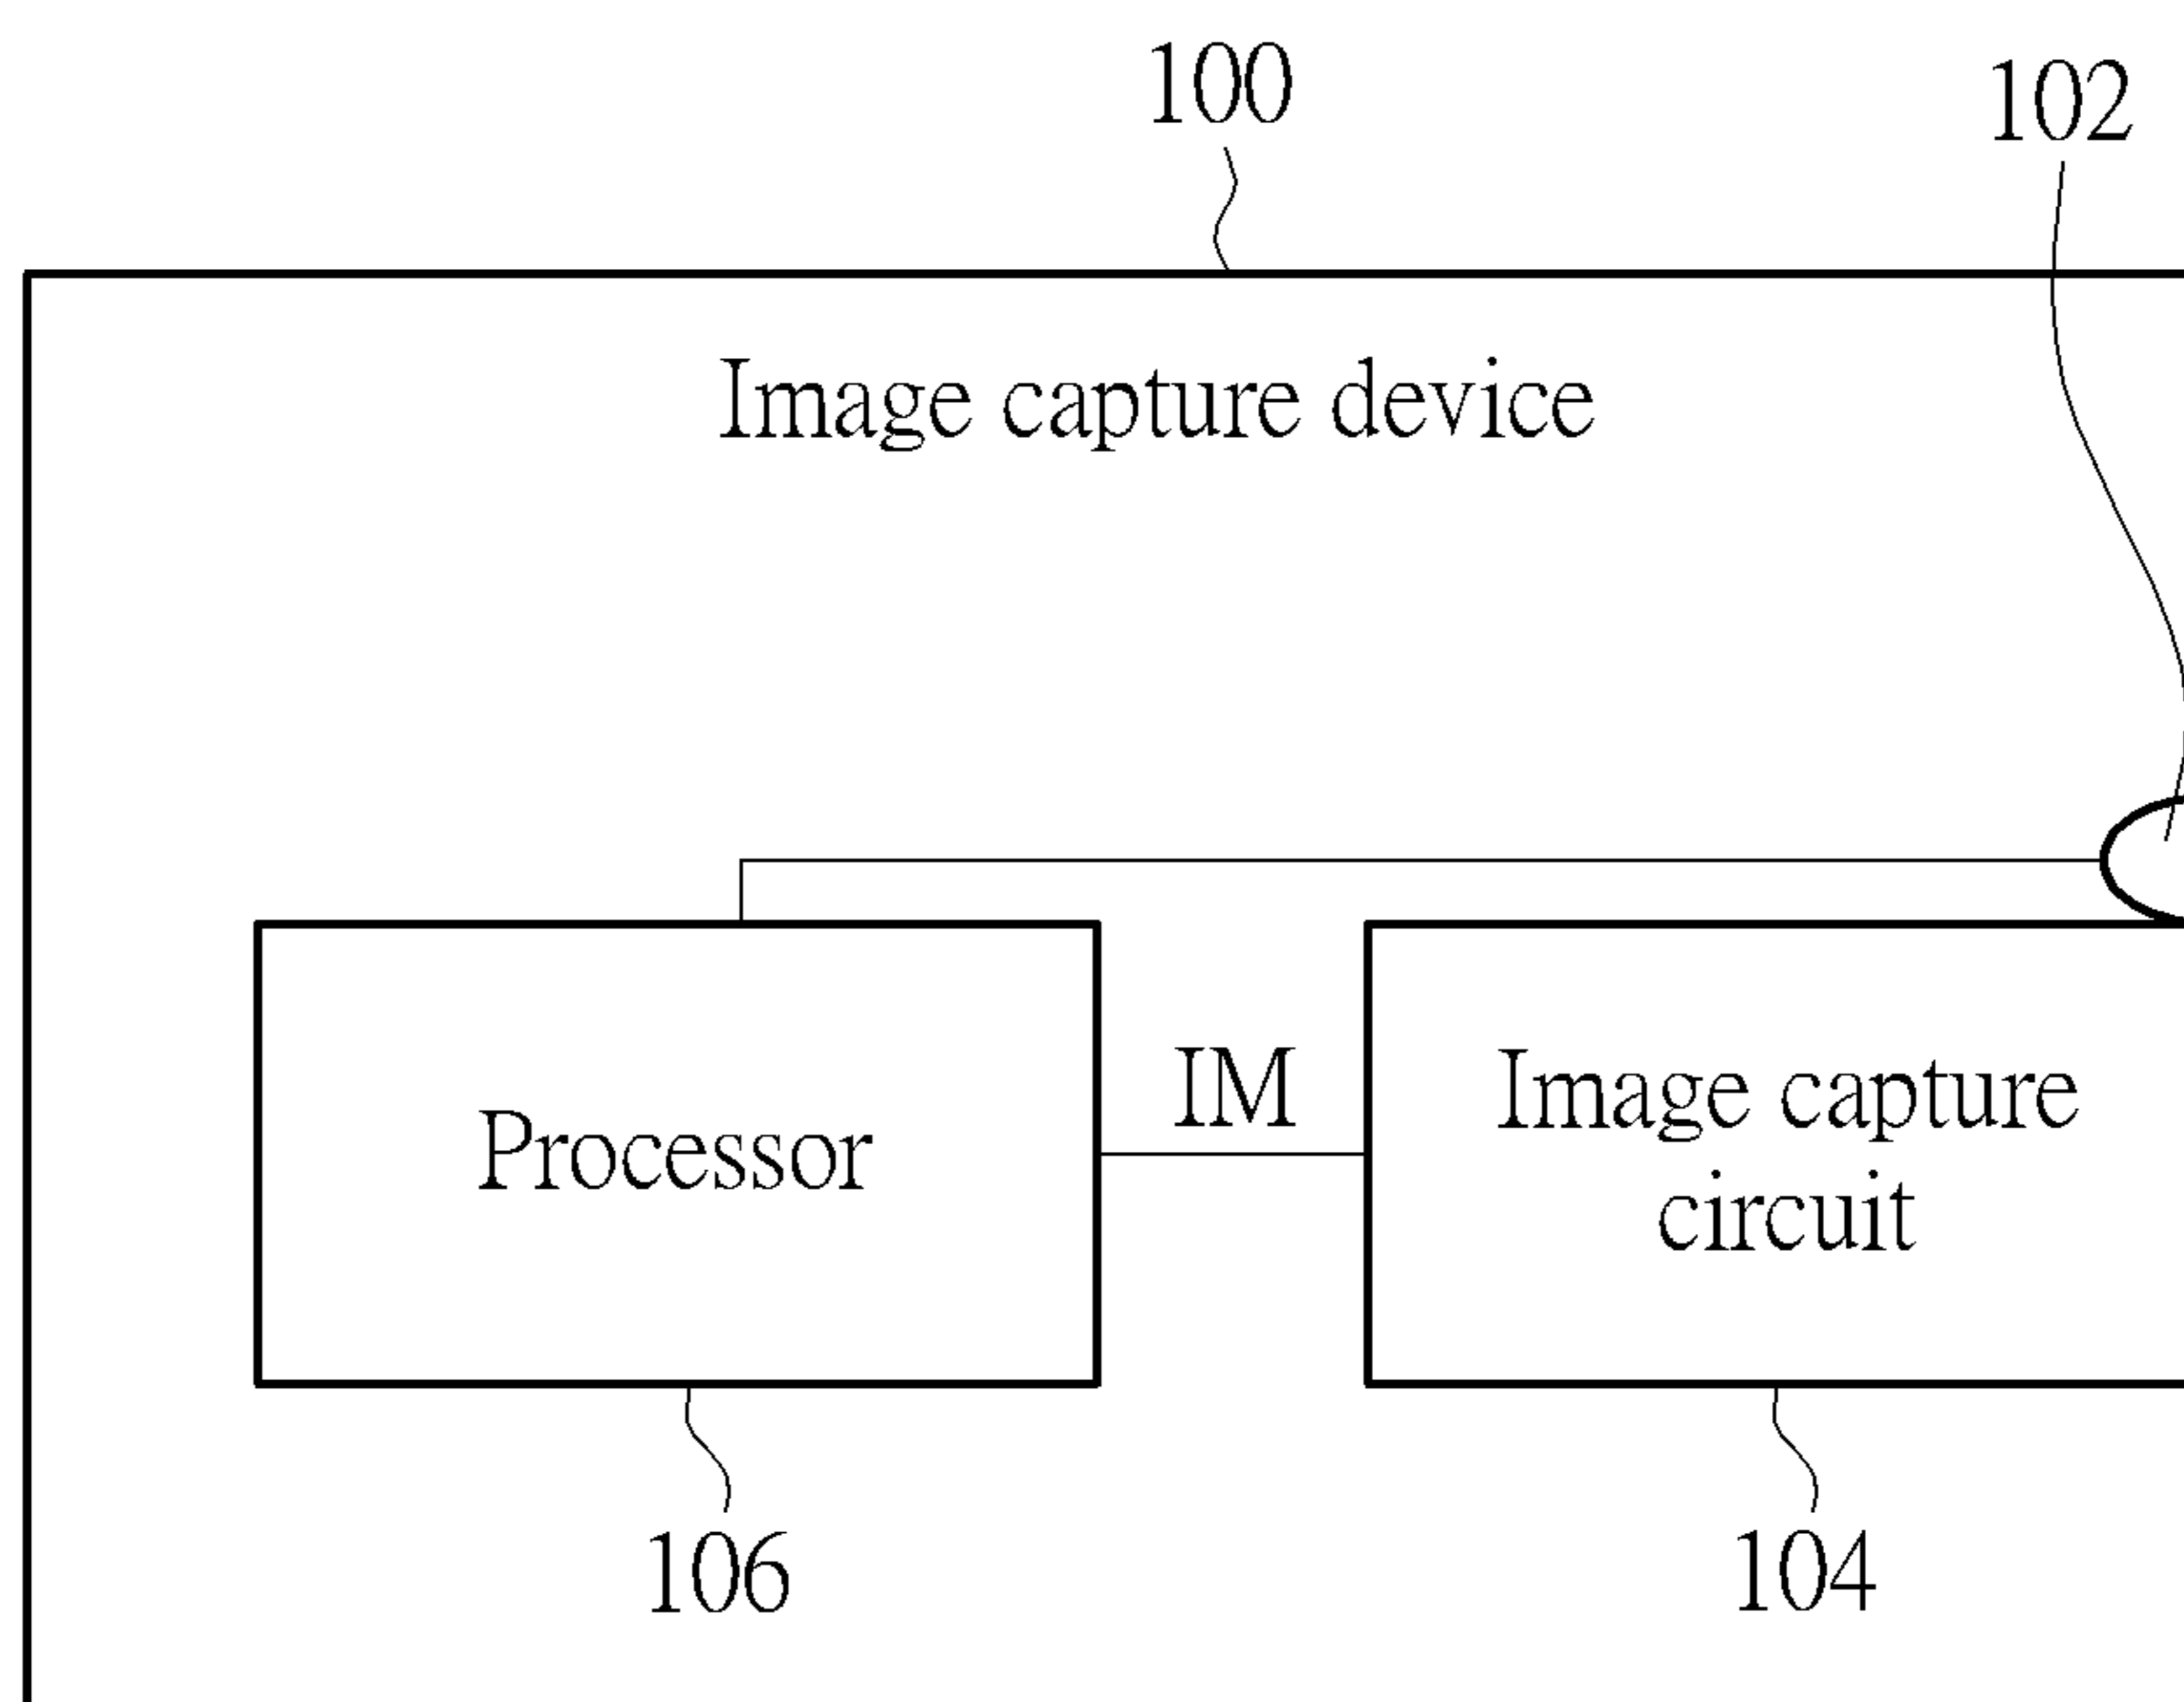 100
102
Image capture device
Processor
IM
Image capture
circuit
106
104